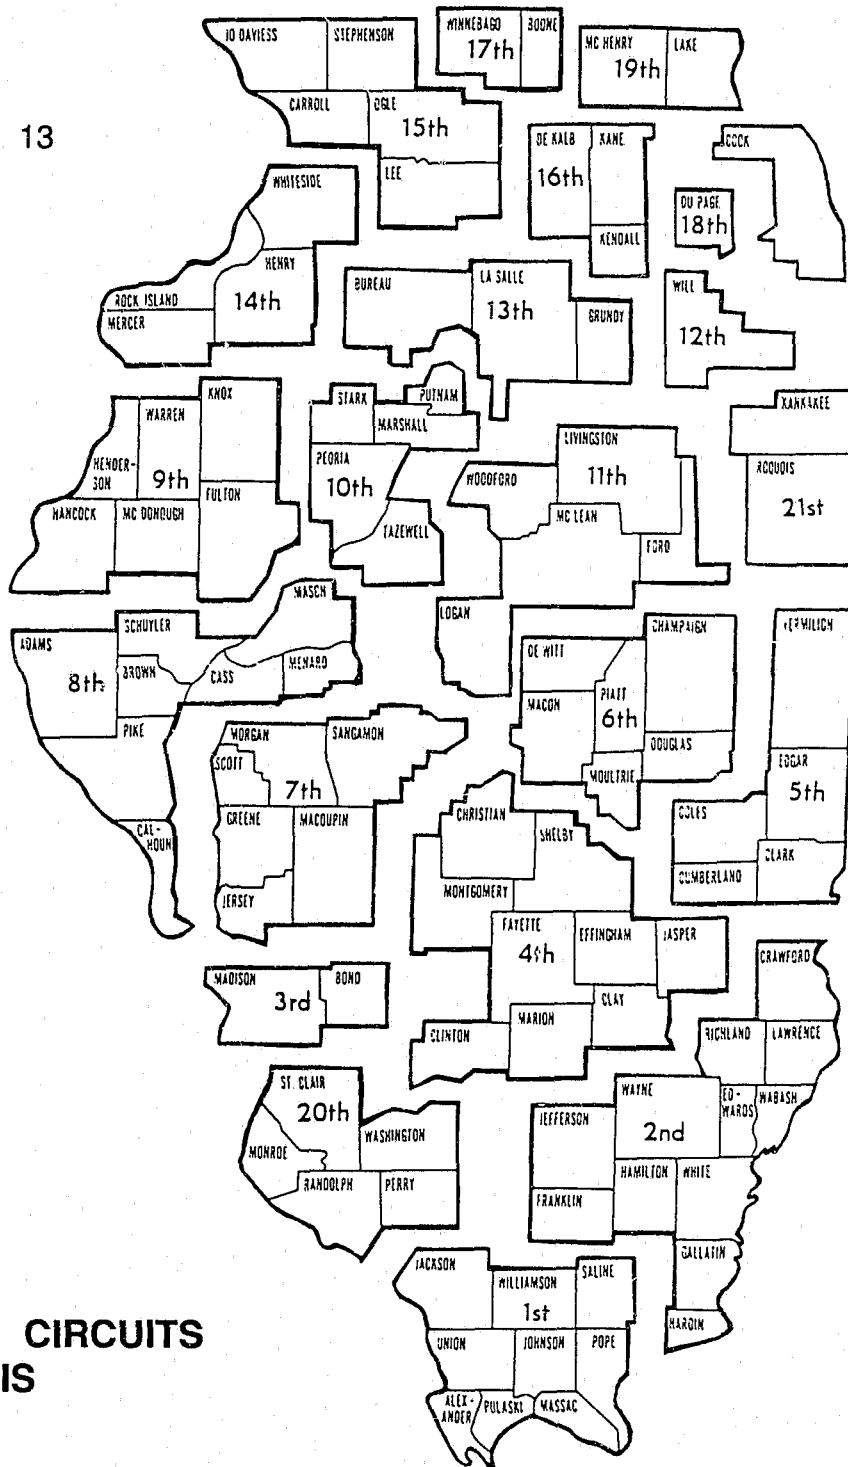 JO DAVIESS
STEPHENSON
WINNEBAGO
BOONE
17th
MC HENRY
LAKE
19th
CARROLL
OGLE
15th
13
LEE
DE KALB
KANE
16th
KENDALL
COOK
DU PAGE
18th
WHITESIDE
HENRY
ROCK ISLAND
14th
MERCER
BUREAU
LA SALLE
13th
GRUNDY
WILL
12th
KNOX
WARREN
HENDER-
SON
9th
HANCOCK
MC DONOUGH
FULTON
STARK
PUTNAM
MARSHALL
PEORIA
10th
TAZEWELL
LIVINGSTON
11th
WOODFORD
MC LEAN
FORD
KANKAKEE
IROQUOIS
21st
LOGAN
MASON
SCHUYLER
ADAMS
8th
BROWN
CASS
MENARD
PIKE
CAL-
HOUN
MORGAN
SANGAMON
SCOTT
7th
GREENE
MACOUPIN
JERSEY
CHAMPAIGN
DE WITT
MACON
PIATT
6th
DOUGLAS
MOULTRIE
VERMILION
EDGAR
5th
COLES
CLARK
CUMBERLAND
CHRISTIAN
SHELBY
MONTGOMERY
FAYETTE
EFFINGHAM
JASPER
4th
CLAY
MARION
CLINTON
MADISON
BOND
3rd
CRAWFORD
RICHLAND
LAWRENCE
ST. CLAIR
20th
WASHINGTON
MONROE
RANDOLPH
PERRY
WAYNE
ED-
WARDS
WABASH
JEFFERSON
2nd
HAMILTON
WHITE
FRANKLIN
GALLATIN
HARDIN
JACKSON
WILLIAMSON
SALINE
1st
UNION
JOHNSON
POPE
ALEX-
ANDER
PULASKI
MASSAC
CIRCUITS
IS